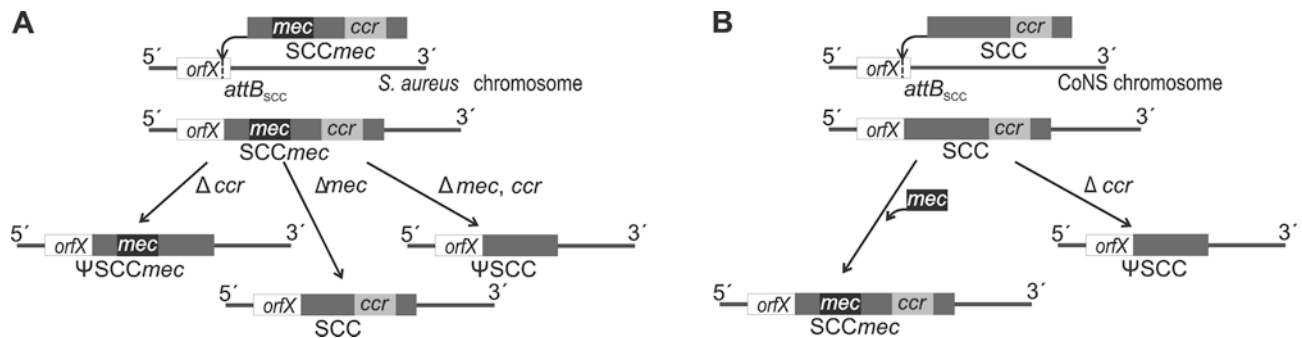 A
mec ccr
SCCmec
5´ 3´
orfX
attBSCC
S. aureus chromosome
5´ 3´
orfX mec ccr
SCCmec
Δ ccr
Δmec
Δ mec, ccr
5´ 3´
orfX mec
ΨSCCmec
5´ 3´
orfX ccr
SCC
5´ 3´
orfX
ΨSCC
B
ccr
SCC
5´ 3´
orfX
attBSCC
CoNS chromosome
5´ 3´
orfX ccr
SCC
mec
Δ ccr
5´ 3´
orfX mec ccr
SCCmec
5´ 3´
orfX
ΨSCC